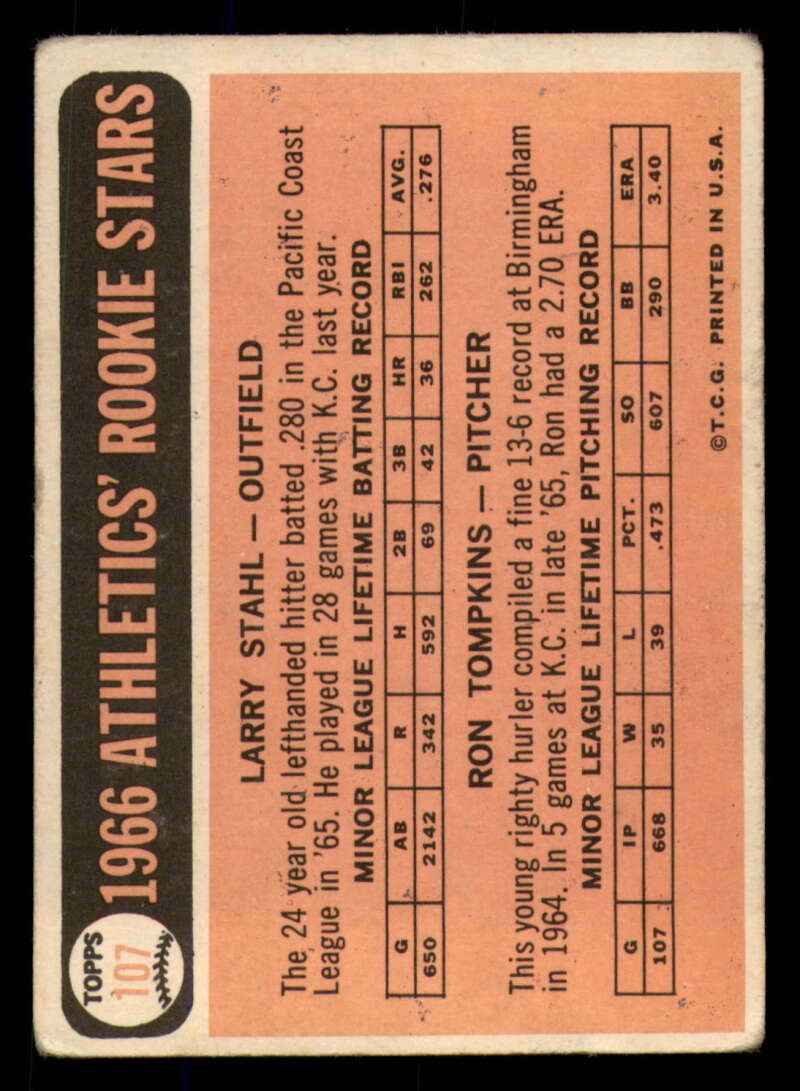 TOPPS
107
1966 ATHLETICS' ROOKIE STARS
LARRY STAHL — OUTFIELD
The 24 year old lefthanded hitter batted .280 in the Pacific Coast
League in '65. He played in 28 games with K.C. last year.
MINOR LEAGUE LIFETIME BATTING RECORD
G AB R H 2B 3B HR RBI AVG.
650 2142 342 592 69 42 36 262 .276
RON TOMPKINS — PITCHER
This young righty hurler compiled a fine 13-6 record at Birmingham
in 1964. In 5 games at K.C. in late '65, Ron had a 2.70 ERA.
MINOR LEAGUE LIFETIME PITCHING RECORD
G IP W L PCT. SO BB ERA
107 668 35 39 .473 607 290 3.40
©T.C.G. PRINTED IN U.S.A.